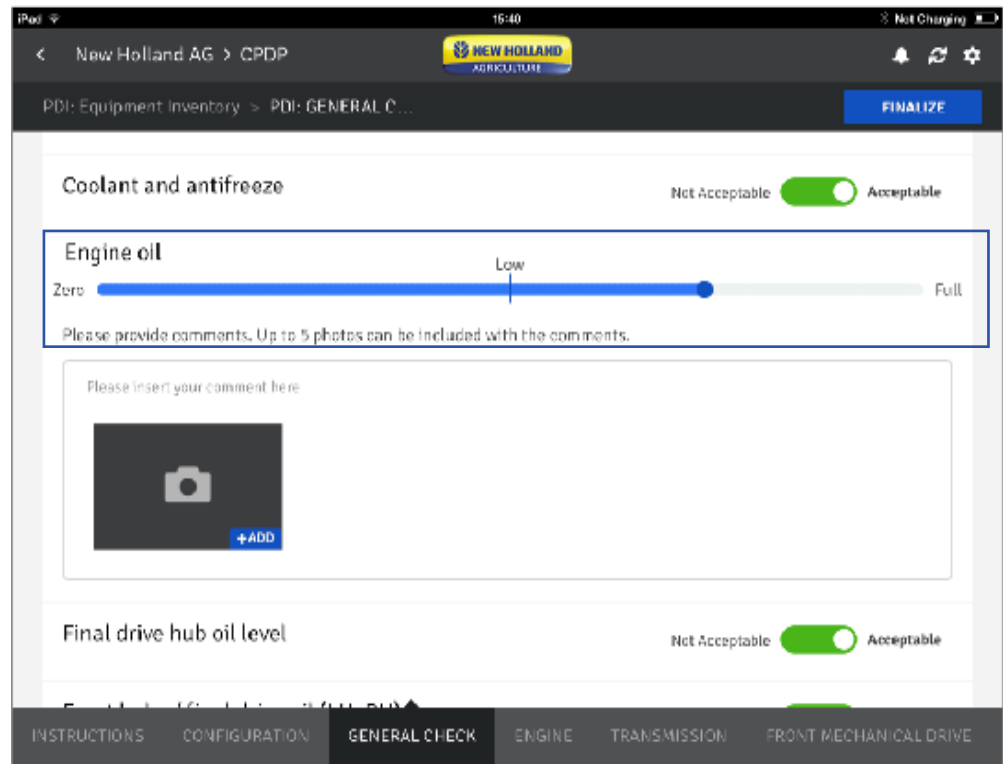 iPad 15:40 Not Charging
New Holland AG > CPDP NEW HOLLAND
AGRICULTURE
PDI: Equipment Inventory > PDI: GENERAL C... FINALIZE
Coolant and antifreeze Not Acceptable Acceptable
Engine oil
Low
Zero Full
Please provide comments. Up to 5 photos can be included with the comments.
Please insert your comment here
+ADD
Final drive hub oil level Not Acceptable Acceptable
INSTRUCTIONS CONFIGURATION GENERAL CHECK ENGINE TRANSMISSION FRONT MECHANICAL DRIVE